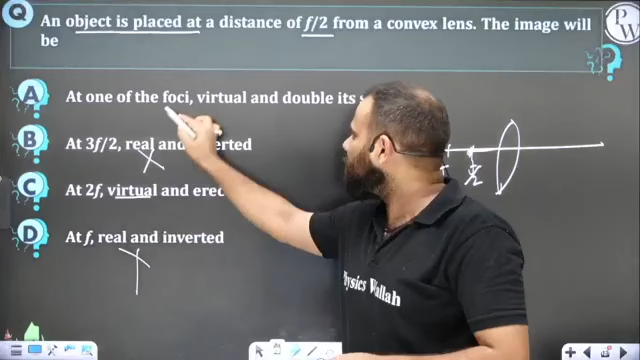 Q An object is placed at a distance of f/2 from a convex lens. The image will
be
A At one of the foci, virtual and double its
B At 3f/2, real and inverted
C At 2f, virtual and
D At f, real and inverted
Physics Wallah
PW